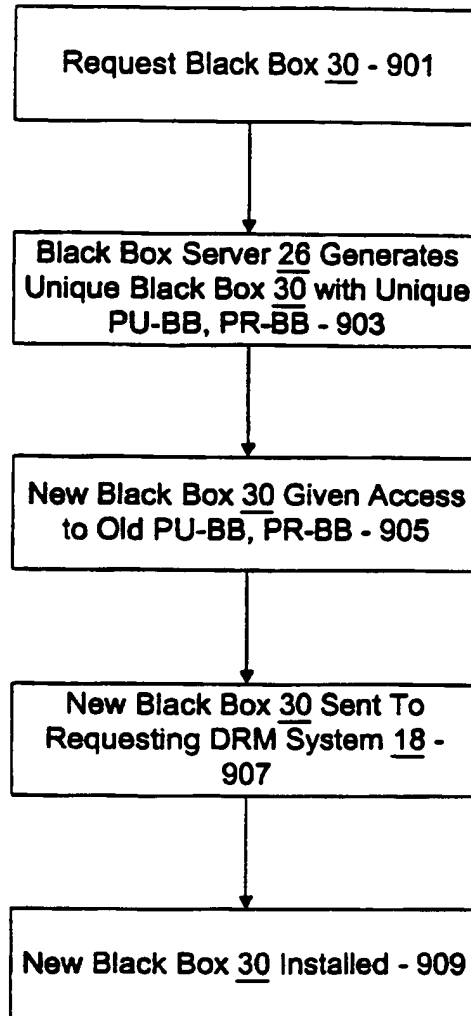 Request Black Box 30 - 901
Black Box Server 26 Generates
Unique Black Box 30 with Unique
PU-BB, PR-BB - 903
New Black Box 30 Given Access
to Old PU-BB, PR-BB - 905
New Black Box 30 Sent To
Requesting DRM System 18 -
907
New Black Box 30 Installed - 909